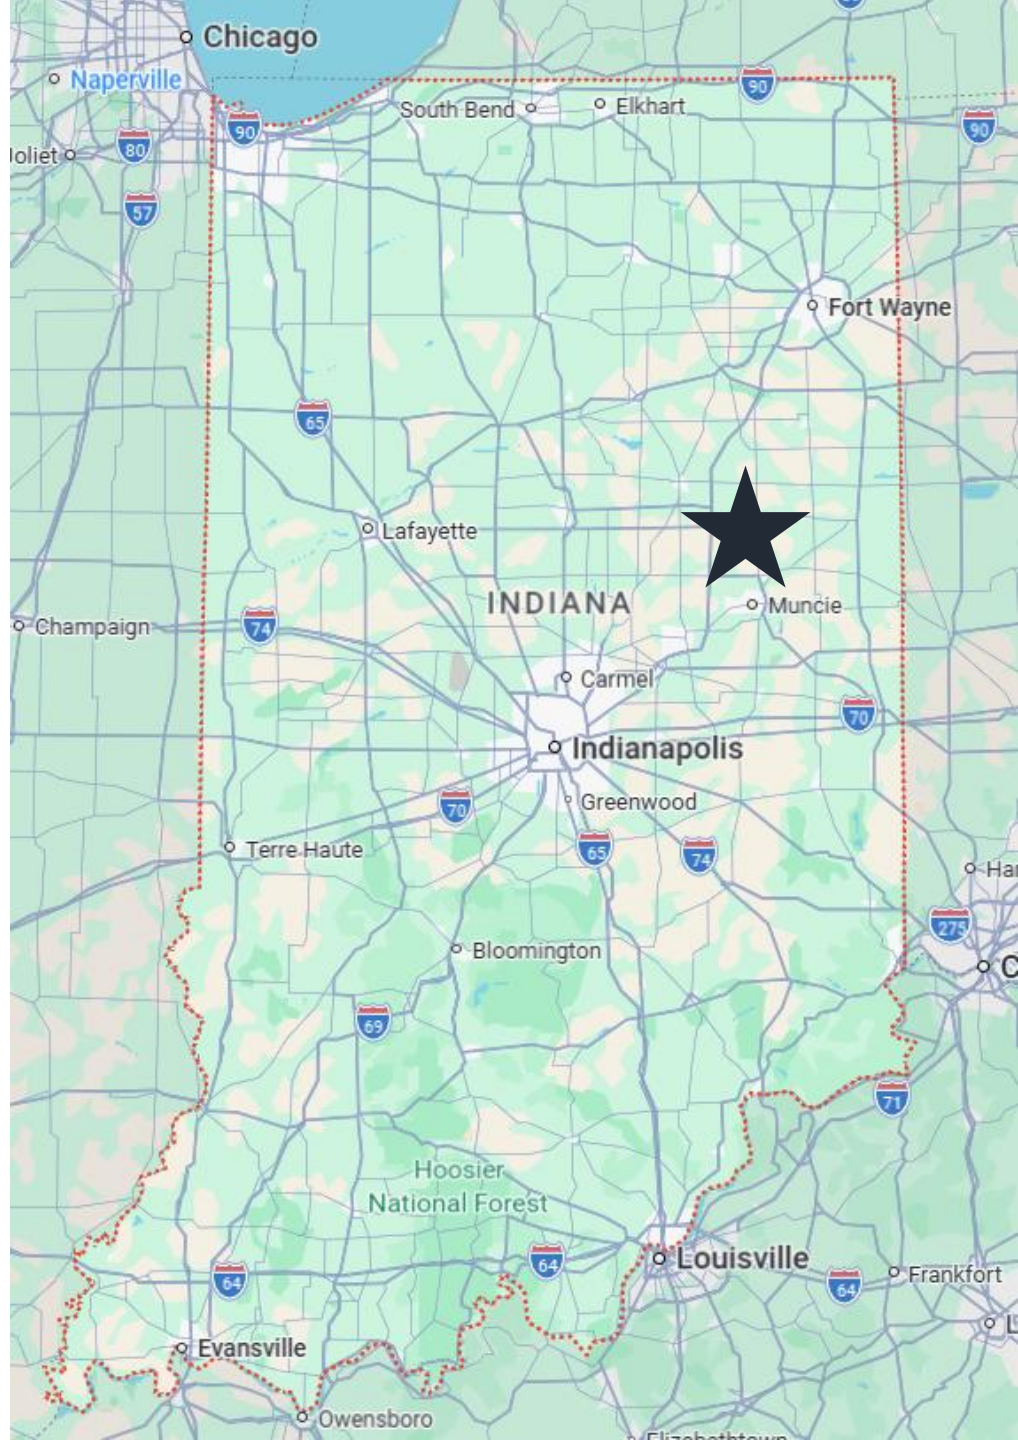 Chicago
Naperville
90
South Bend
Elkhart
90
90
80
Joliet
57
Fort Wayne
65
Lafayette
INDIANA
Muncie
Champaign
74
Carmel
70
Indianapolis
70
Greenwood
65
74
Terre Haute
Har
275
Bloomington
C
69
71
Hoosier
National Forest
64
64
Louisville
64
Frankfort
L
Evansville
Owensboro
Elizabethtown